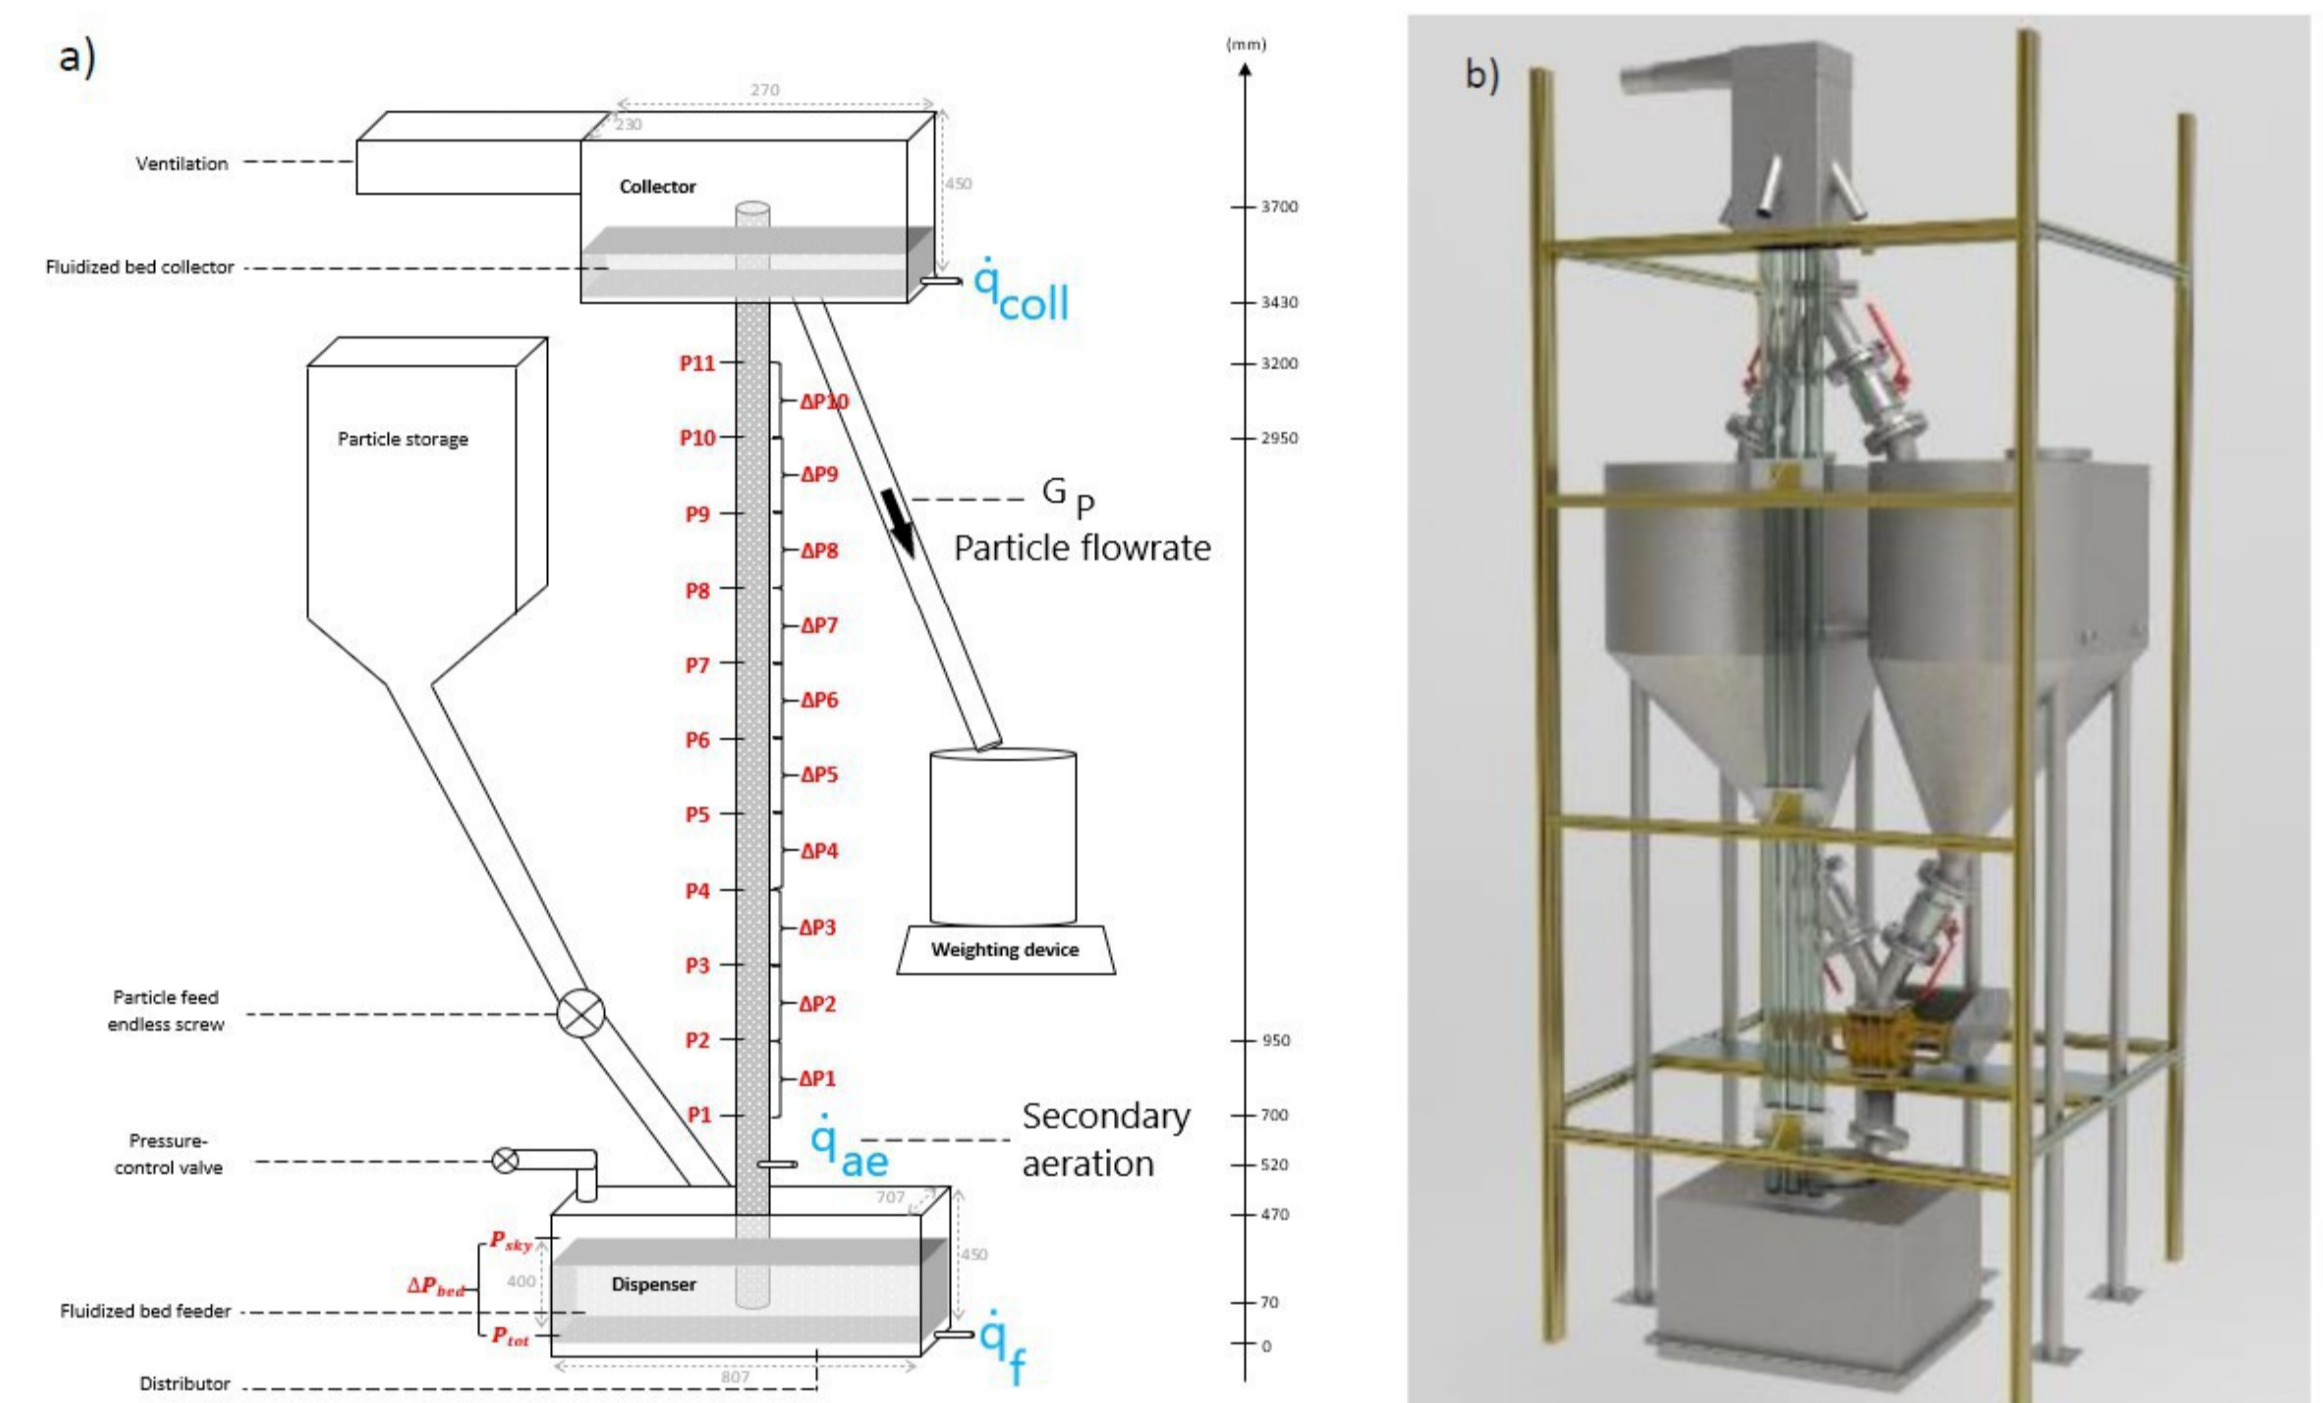 a)
(mm)
270
230
Ventilation
Collector
450
3700
Fluidized bed collector
q̇coll
3430
P11
3200
ΔP10
Particle storage
P10
2950
ΔP9
GP
P9
Particle flowrate
ΔP8
P8
ΔP7
P7
ΔP6
P6
ΔP5
P5
ΔP4
P4
ΔP3
Weighting device
P3
Particle feed
endless screw
ΔP2
P2
950
ΔP1
P1
700
q̇ae
Secondary
aeration
Pressure-
control valve
520
707
470
Psky
450
400
Dispenser
ΔPbed
Fluidized bed feeder
70
Ptot
q̇f
0
807
Distributor
b)